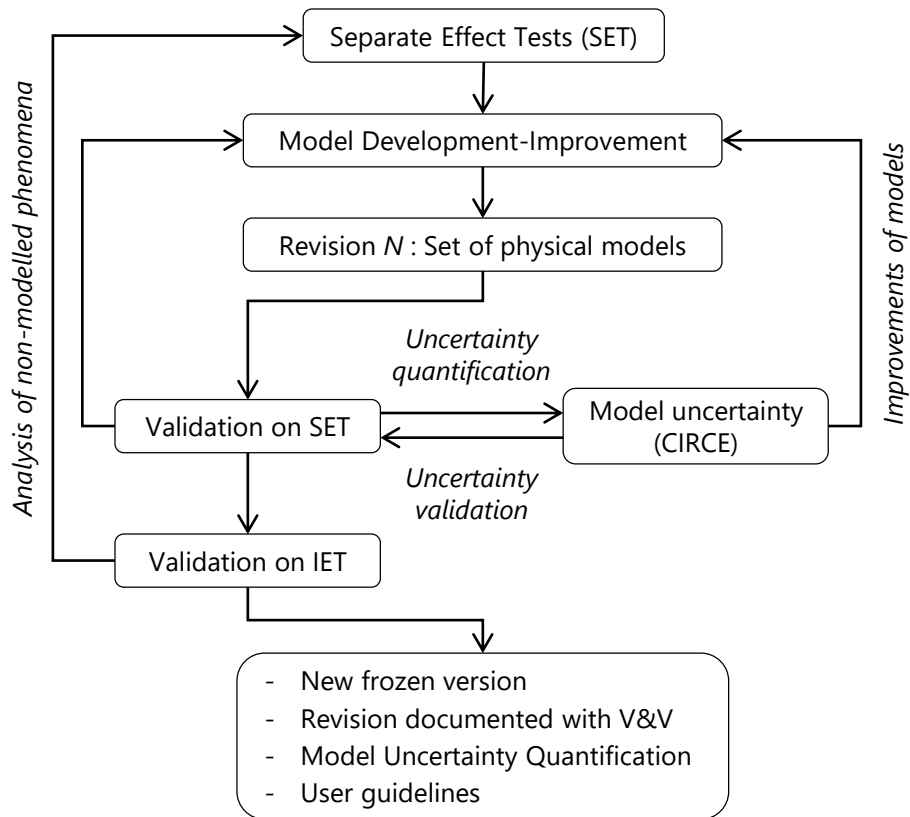 Separate Effect Tests (SET)
Model Development-Improvement
Revision N : Set of physical models
Analysis of non-modelled phenomena
Improvements of models
Uncertainty
quantification
Validation on SET
Model uncertainty
(CIRCE)
Uncertainty
validation
Validation on IET
- New frozen version
- Revision documented with V&V
- Model Uncertainty Quantification
- User guidelines